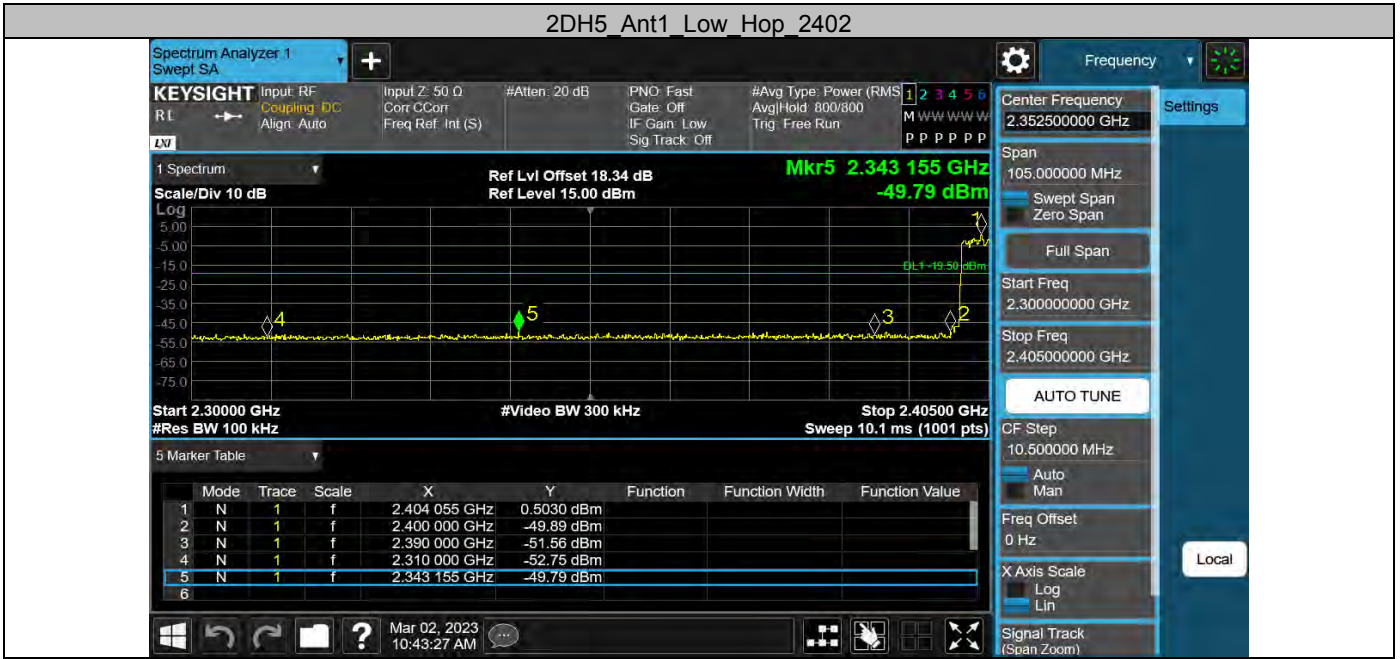 2DH5_Ant1_Low_Hop_2402
Spectrum Analyzer 1
Swept SA
+
Frequency
KEYSIGHT
RL
LXI
Input: RF
Coupling: DC
Align: Auto
Input Z: 50 Ω
Corr CCorr
Freq Ref: Int (S)
#Atten: 20 dB
PNO: Fast
Gate: Off
IF Gain: Low
Sig Track: Off
#Avg Type: Power (RMS
Avg|Hold: 800/800
Trig: Free Run
1 2 3 4 5 6
M W W W W W
P P P P P P
1 Spectrum
Scale/Div 10 dB
Ref Lvl Offset 18.34 dB
Ref Level 15.00 dBm
Mkr5 2.343 155 GHz
-49.79 dBm
Log
5.00
-5.00
-15.0
-25.0
-35.0
-45.0
-55.0
-65.0
-75.0
DL1 -19.50 dBm
1
4
5
3
2
Start 2.30000 GHz
#Video BW 300 kHz
Stop 2.40500 GHz
#Res BW 100 kHz
Sweep 10.1 ms (1001 pts)
5 Marker Table
Mode Trace Scale X Y Function Function Width Function Value
1 N 1 f 2.404 055 GHz 0.5030 dBm
2 N 1 f 2.400 000 GHz -49.89 dBm
3 N 1 f 2.390 000 GHz -51.56 dBm
4 N 1 f 2.310 000 GHz -52.75 dBm
5 N 1 f 2.343 155 GHz -49.79 dBm
6
?
Mar 02, 2023
10:43:27 AM
Center Frequency
2.352500000 GHz
Settings
Span
105.000000 MHz
Swept Span
Zero Span
Full Span
Start Freq
2.300000000 GHz
Stop Freq
2.405000000 GHz
AUTO TUNE
CF Step
10.500000 MHz
Auto
Man
Freq Offset
0 Hz
X Axis Scale
Log
Lin
Local
Signal Track
(Span Zoom)